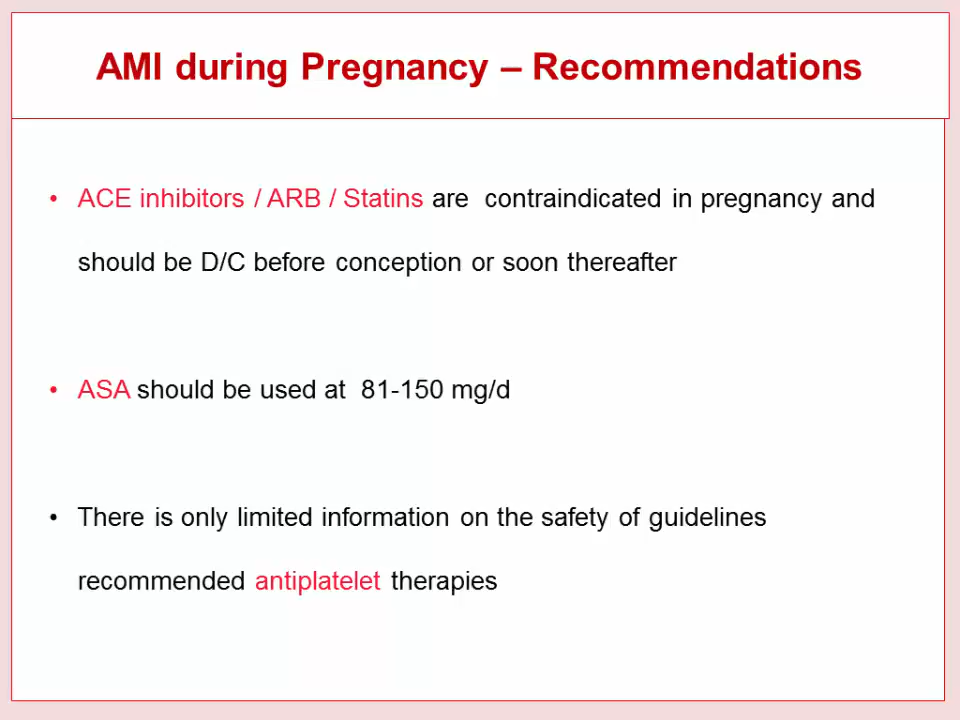 AMI during Pregnancy – Recommendations
• ACE inhibitors / ARB / Statins are contraindicated in pregnancy and
should be D/C before conception or soon thereafter
• ASA should be used at 81-150 mg/d
• There is only limited information on the safety of guidelines
recommended antiplatelet therapies